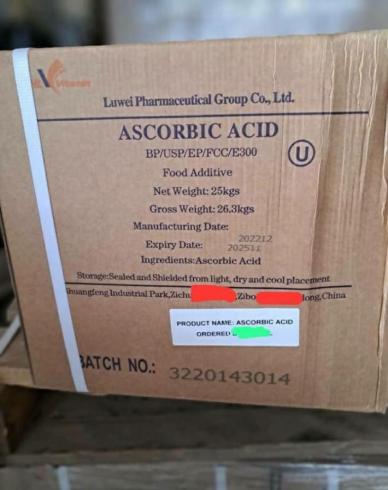 Luwei Pharmaceutical Group Co., Ltd.
ASCORBIC ACID
BP/USP/EP/FCC/E300
U
Food Additive
Net Weight: 25kgs
Gross Weight: 26.3kgs
Manufacturing Date: 202212
Expiry Date: 202511
Ingredients:Ascorbic Acid
Storage:Sealed and Shielded from light, dry and cool placement
huangfeng Industrial Park,Zichu ,Zibo dong,China
PRODUCT NAME: ASCORBIC ACID
ORDERED
BATCH NO.: 3220143014